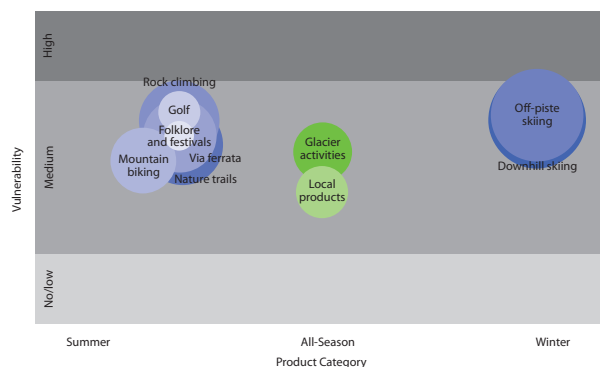 High
Rock climbing
Golf
Off-piste
skiing
Folklore
and festivals
Glacier
activities
Mountain
biking
Via ferrata
Downhill skiing
Nature trails
Local
products
Medium
Vulnerability
No/low
Summer
All-Season
Winter
Product Category